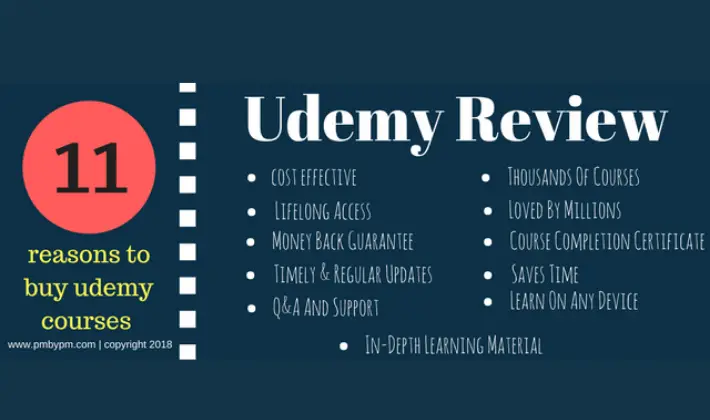 11
reasons to
buy udemy
courses
www.pmbypm.com | copyright 2018
Udemy Review
• COST EFFECTIVE
• LIFELONG ACCESS
• MONEY BACK GUARANTEE
• TIMELY & REGULAR UPDATES
• Q&A AND SUPPORT
• THOUSANDS OF COURSES
• LOVED BY MILLIONS
• COURSE COMPLETION CERTIFICATE
• SAVES TIME
• LEARN ON ANY DEVICE
• IN-DEPTH LEARNING MATERIAL